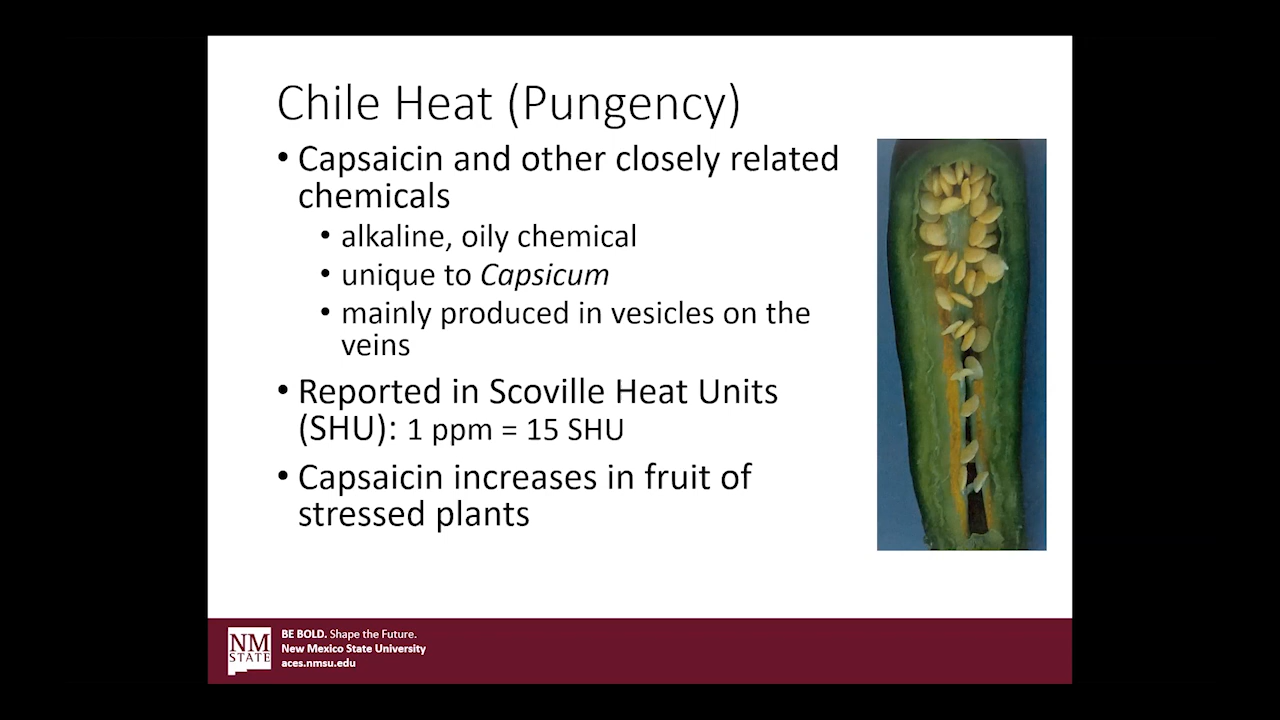 Chile Heat (Pungency)
• Capsaicin and other closely related
chemicals
• alkaline, oily chemical
• unique to Capsicum
• mainly produced in vesicles on the
veins
• Reported in Scoville Heat Units
(SHU): 1 ppm = 15 SHU
• Capsaicin increases in fruit of
stressed plants
NM
STATE
BE BOLD. Shape the Future.
New Mexico State University
aces.nmsu.edu